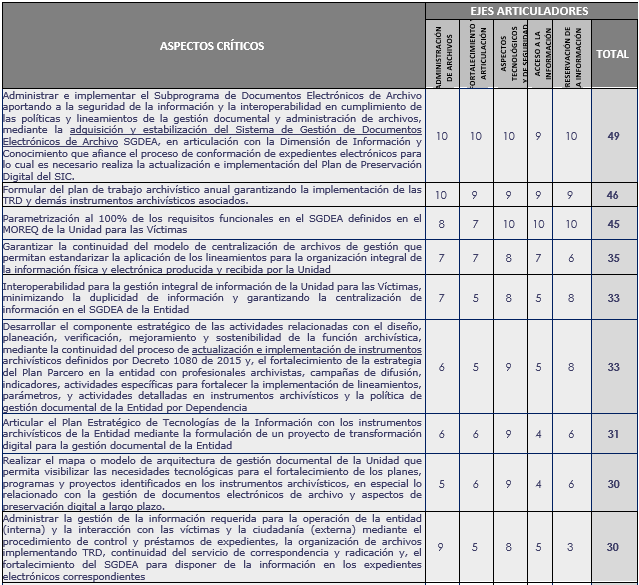 EJES ARTICULADORES
ASPECTOS CRÍTICOS
ADMINISTRACIÓN
DE ARCHIVOS
FORTALECIMIENTO Y
ARTICULACIÓN
ASPECTOS
TECNOLÓGICOS
Y DE SEGURIDAD
ACCESO A LA
INFORMACIÓN
PRESERVACIÓN DE
LA INFORMACIÓN
TOTAL
Administrar e implementar el Subprograma de Documentos Electrónicos de Archivo
aportando a la seguridad de la información y la interoperabilidad en cumplimiento de
las políticas y lineamientos de la gestión documental y administración de archivos,
mediante la adquisición y estabilización del Sistema de Gestión de Documentos
Electrónicos de Archivo SGDEA, en articulación con la Dimensión de Información y
Conocimiento que afiance el proceso de conformación de expedientes electrónicos para
lo cual es necesario realiza la actualización e implementación del Plan de Preservación
Digital del SIC.
10 10 10 9 10 49
Formular del plan de trabajo archivístico anual garantizando la implementación de las
TRD y demás instrumentos archivísticos asociados.
10 9 9 9 9 46
Parametrización al 100% de los requisitos funcionales en el SGDEA definidos en el
MOREQ de la Unidad para las Víctimas
8 7 10 10 10 45
Garantizar la continuidad del modelo de centralización de archivos de gestión que
permitan estandarizar la aplicación de los lineamientos para la organización integral de
la información física y electrónica producida y recibida por la Unidad
7 7 8 7 6 35
Interoperabilidad para la gestión integral de información de la Unidad para las Víctimas,
minimizando la duplicidad de información y garantizando la centralización de
información en el SGDEA de la Entidad
7 5 8 5 8 33
Desarrollar el componente estratégico de las actividades relacionadas con el diseño,
planeación, verificación, mejoramiento y sostenibilidad de la función archivística,
mediante la continuidad del proceso de actualización e implementación de instrumentos
archivísticos definidos por Decreto 1080 de 2015 y, el fortalecimiento de la estrategia
del Plan Parcero en la entidad con profesionales archivistas, campañas de difusión,
indicadores, actividades específicas para fortalecer la implementación de lineamientos,
parámetros, y actividades detalladas en instrumentos archivísticos y la política de
gestión documental de la Entidad por Dependencia
6 5 9 5 8 33
Articular el Plan Estratégico de Tecnologías de la Información con los instrumentos
archivísticos de la Entidad mediante la formulación de un proyecto de transformación
digital para la gestión documental de la Entidad
6 6 9 4 6 31
Realizar el mapa o modelo de arquitectura de gestión documental de la Unidad que
permita visibilizar las necesidades tecnológicas para el fortalecimiento de los planes,
programas y proyectos identificados en los instrumentos archivísticos, en especial lo
relacionado con la gestión de documentos electrónicos de archivo y aspectos de
preservación digital a largo plazo.
5 6 9 4 6 30
Administrar la gestión de la información requerida para la operación de la entidad
(interna) y la interacción con las víctimas y la ciudadanía (externa) mediante el
procedimiento de control y préstamos de expedientes, la organización de archivos
implementando TRD, continuidad del servicio de correspondencia y radicación y, el
fortalecimiento del SGDEA para disponer de la información en los expedientes
electrónicos correspondientes
9 5 8 5 3 30